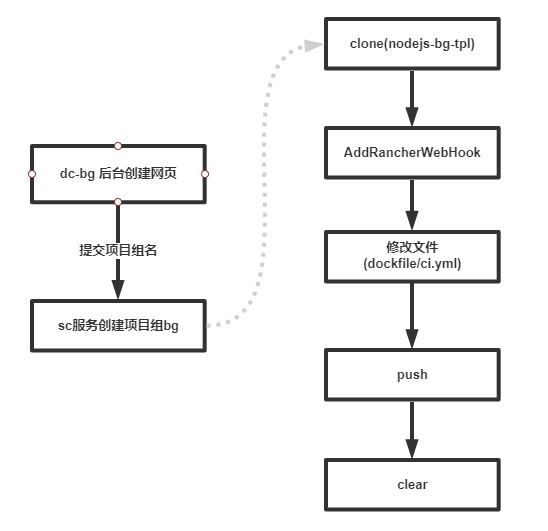 dc-bg 后台创建网页
提交项目组名
sc服务创建项目组bg
clone(nodejs-bg-tpl)
AddRancherWebHook
修改文件
(dockfile/ci.yml)
push
clear